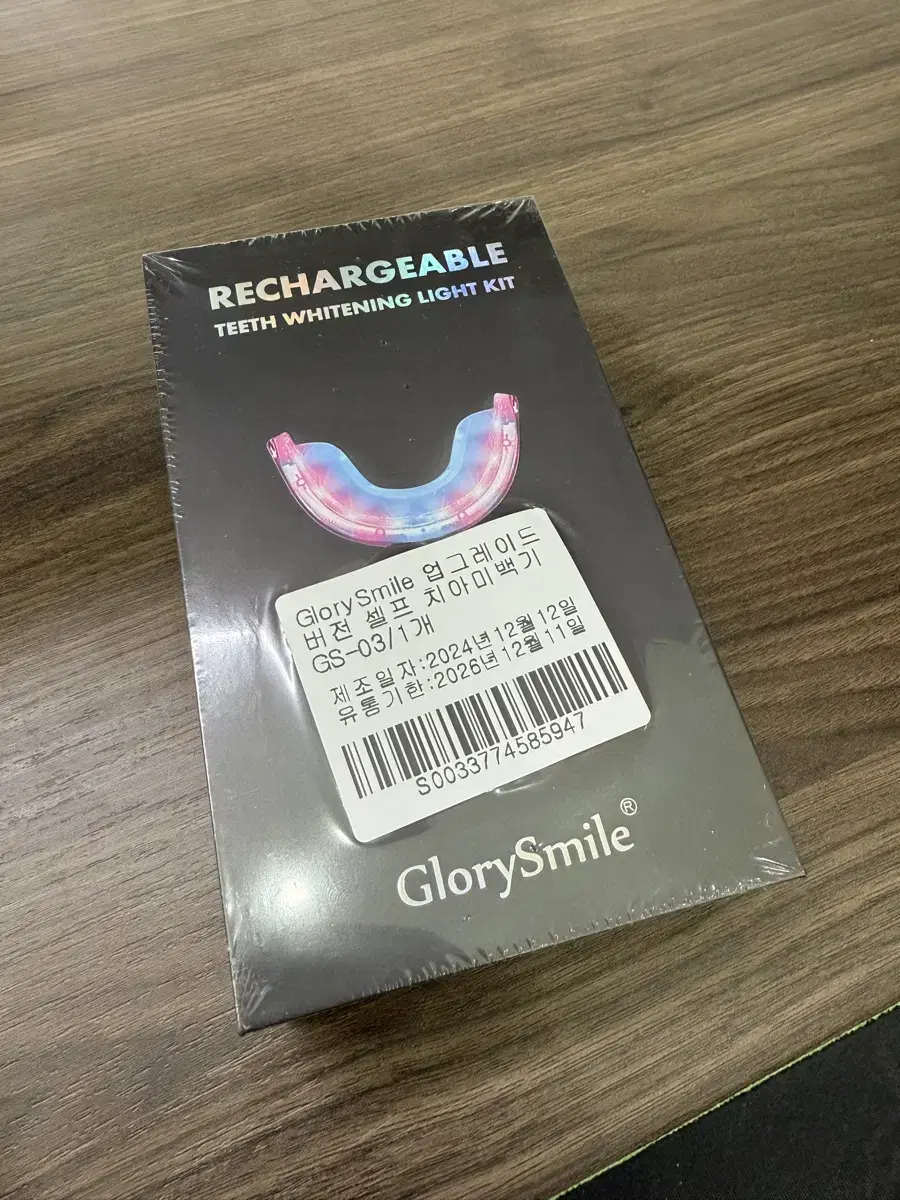 RECHARGEABLE
TEETH WHITENING LIGHT KIT
GlorySmile 업그레이드
버전 셀프 치아미백기
GS-03/1개
제조일자:2024년12월12일
유통기한:2026년12월11일
S0033774585947
GlorySmile®